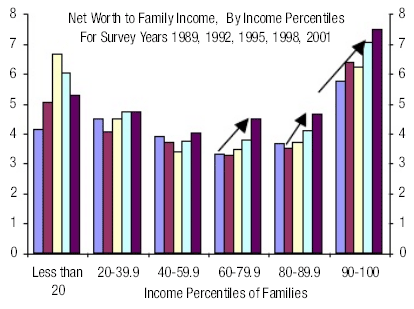 Net Worth to Family Income, By Income Percentiles
For Survey Years 1989, 1992, 1995, 1998, 2001
8 8
7 7
6 6
5 5
4 4
3 3
2 2
1 1
0 0
Less than 20 20-39.9 40-59.9 60-79.9 80-89.9 90-100
Income Percentiles of Families